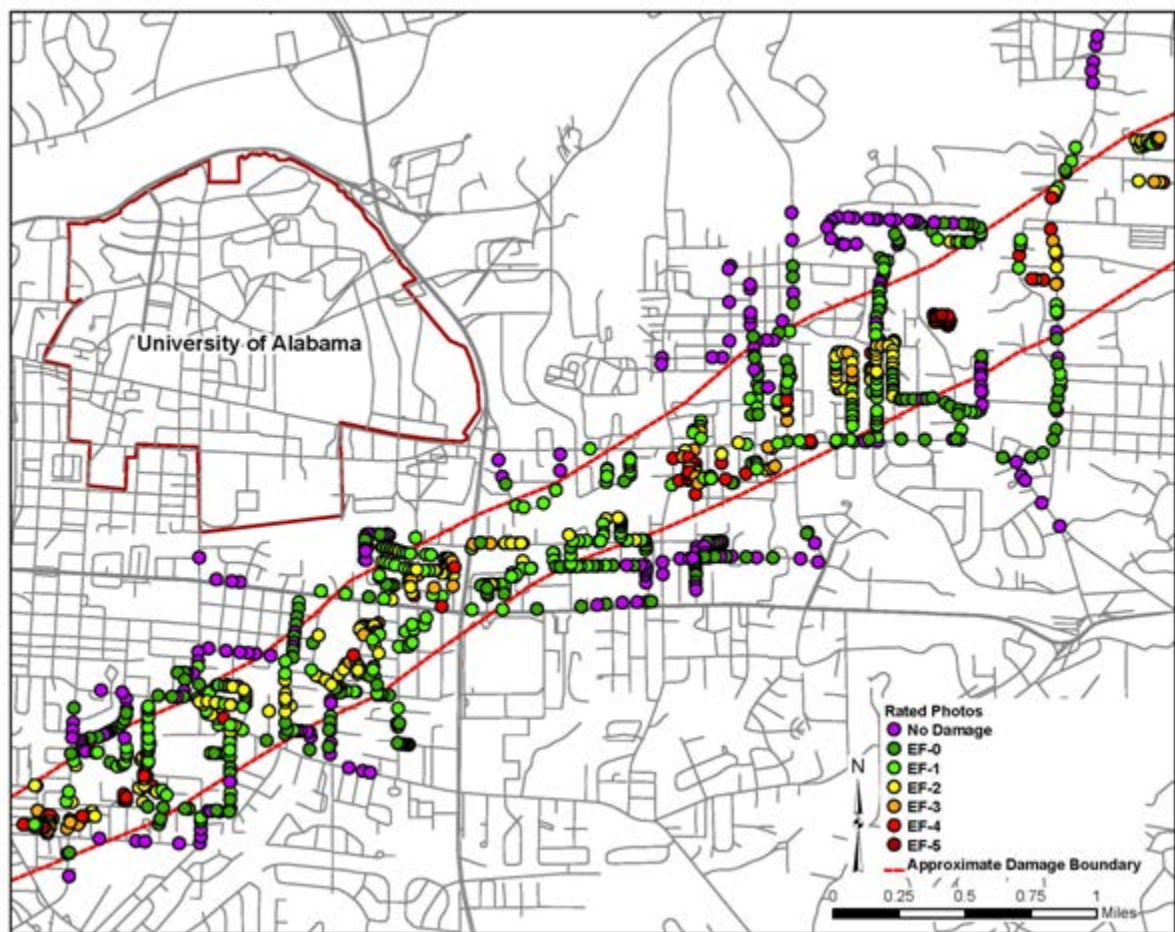 University of Alabama
Rated Photos
No Damage
EF-0
EF-1
EF-2
EF-3
EF-4
EF-5
Approximate Damage Boundary
N
0 0.25 0.5 0.75 1
Miles